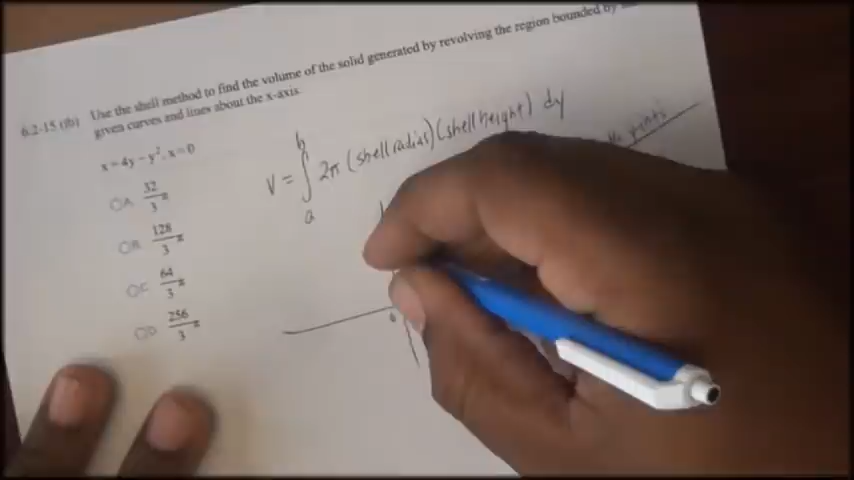 6.2-15 (fb) Use the shell method to find the volume of the solid generated by revolving the region bounded by
given curves and lines about the x-axis
x = 4y - y², x = 0
A. 32/3 π
B. 128/3 π
C. 64/3 π
D. 256/3 π
V = ∫ₐᵇ 2π (shell radius)(shell height) dy